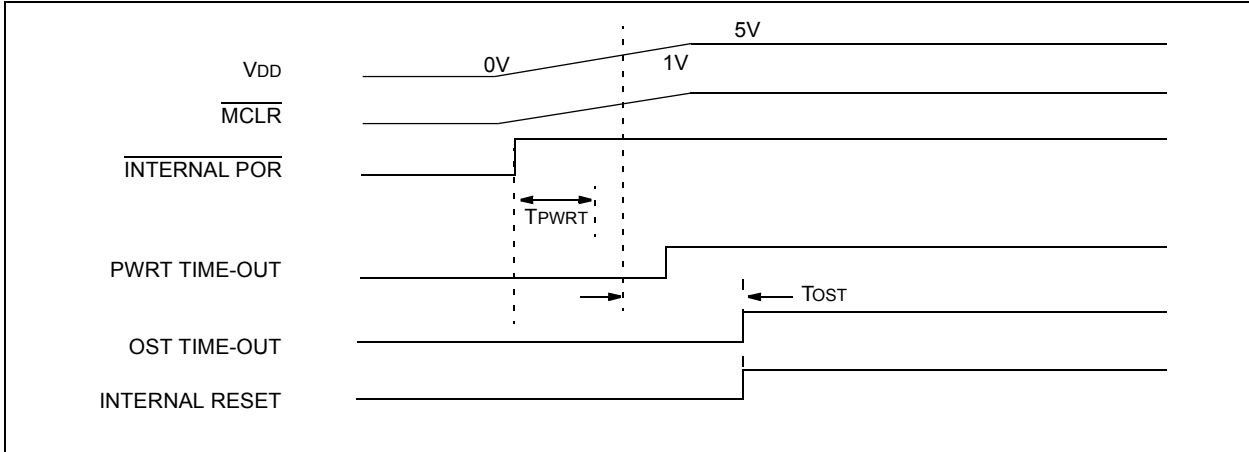 5V
0V
1V
VDD
MCLR
INTERNAL POR
TPWRT
PWRT TIME-OUT
TOST
OST TIME-OUT
INTERNAL RESET